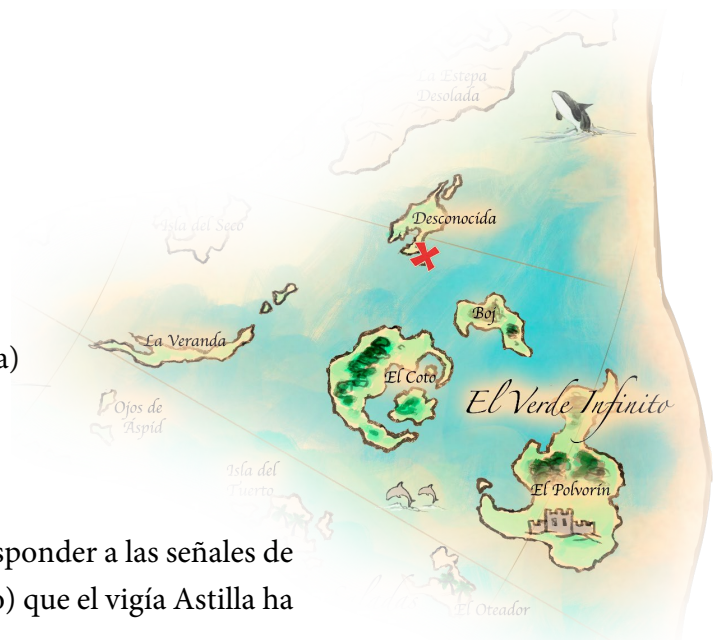 La Estepa
Desolada
Isla del Seco
Desconocida
Boj
La Veranda
a)
El Coto
El Verde Infinito
Ojos de
Áspid
Isla del
Tuerto
El Polvorín
sponder a las señales de
o) que el vigía Astilla ha
El Oteador